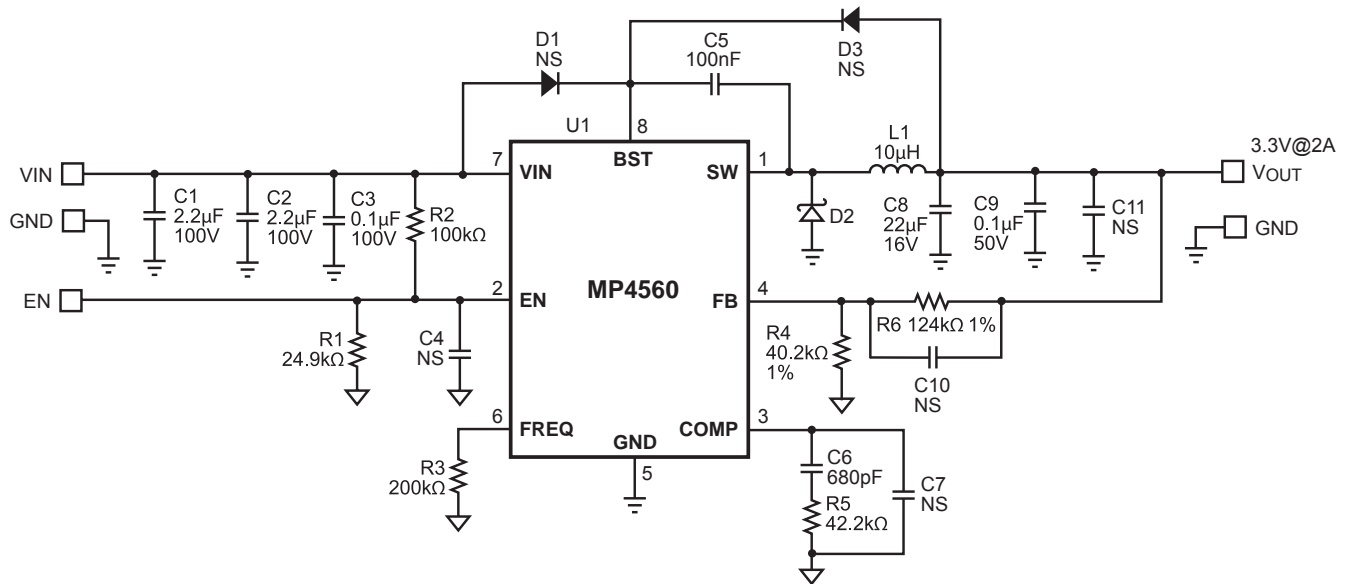 D1
NS
C5
100nF
D3
NS
U1
8
BST
L1
10µH
3.3V@2A
VIN
7
VIN
SW
1
VOUT
C1
2.2µF
100V
C2
2.2µF
100V
C3
0.1µF
100V
R2
100kΩ
D2
C8
22µF
16V
C9
0.1µF
50V
C11
NS
GND
GND
MP4560
EN
2
EN
FB
4
R1
24.9kΩ
C4
NS
R4
40.2kΩ
1%
R6 124kΩ 1%
C10
NS
6
FREQ
GND
5
COMP
3
R3
200kΩ
C6
680pF
R5
42.2kΩ
C7
NS